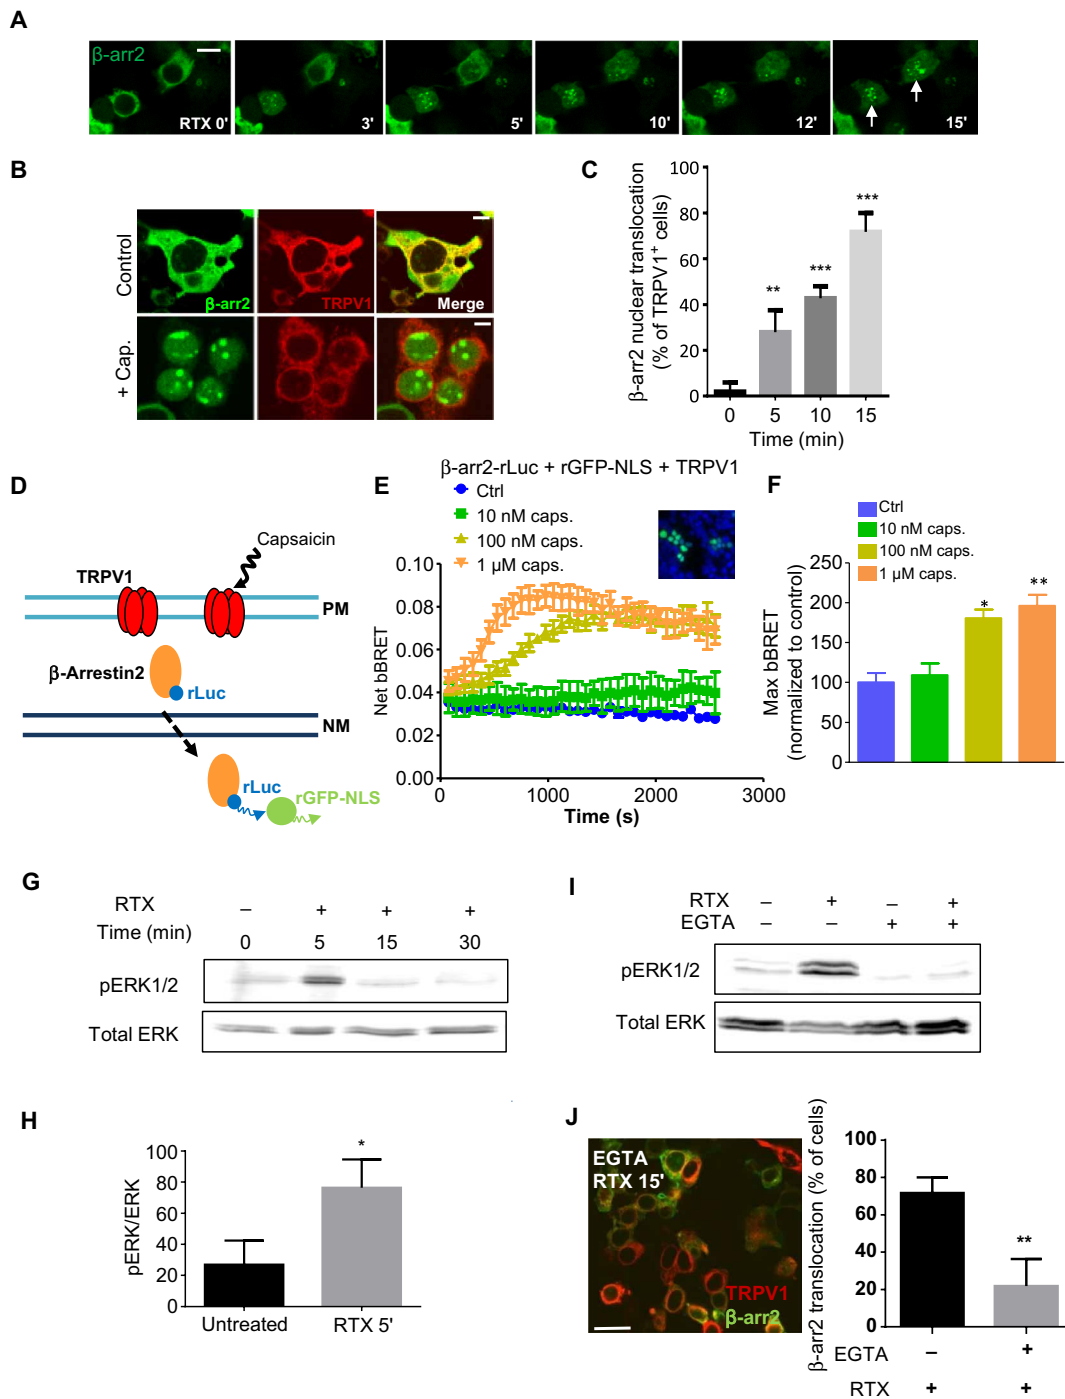 A
β-arr2
RTX 0'
3'
5'
10'
12'
15'
B
Control
+ Cap.
β-arr2
TRPV1
Merge
C
β-arr2 nuclear translocation
(% of TRPV1⁺ cells)
100
80
60
40
20
0
**
***
***
0 5 10 15
Time (min)
D
Capsaicin
TRPV1
PM
β-Arrestin2
rLuc
NM
rLuc
rGFP-NLS
E
β-arr2-rLuc + rGFP-NLS + TRPV1
Ctrl
10 nM caps.
100 nM caps.
1 µM caps.
Net bBRET
0.10
0.08
0.06
0.04
0.02
0.00
0 1000 2000 3000
Time (s)
F
Ctrl
10 nM caps.
100 nM caps.
1 µM caps.
Max bBRET
(normalized to control)
250
200
150
100
50
0
*
**
G
RTX – + + +
Time (min) 0 5 15 30
pERK1/2
Total ERK
H
pERK/ERK
100
80
60
40
20
0
*
Untreated RTX 5'
I
RTX – + – +
EGTA – – + +
pERK1/2
Total ERK
J
EGTA
RTX 15'
TRPV1
β-arr2
β-arr2 translocation (% of cells)
100
80
60
40
20
0
**
EGTA – +
RTX + +